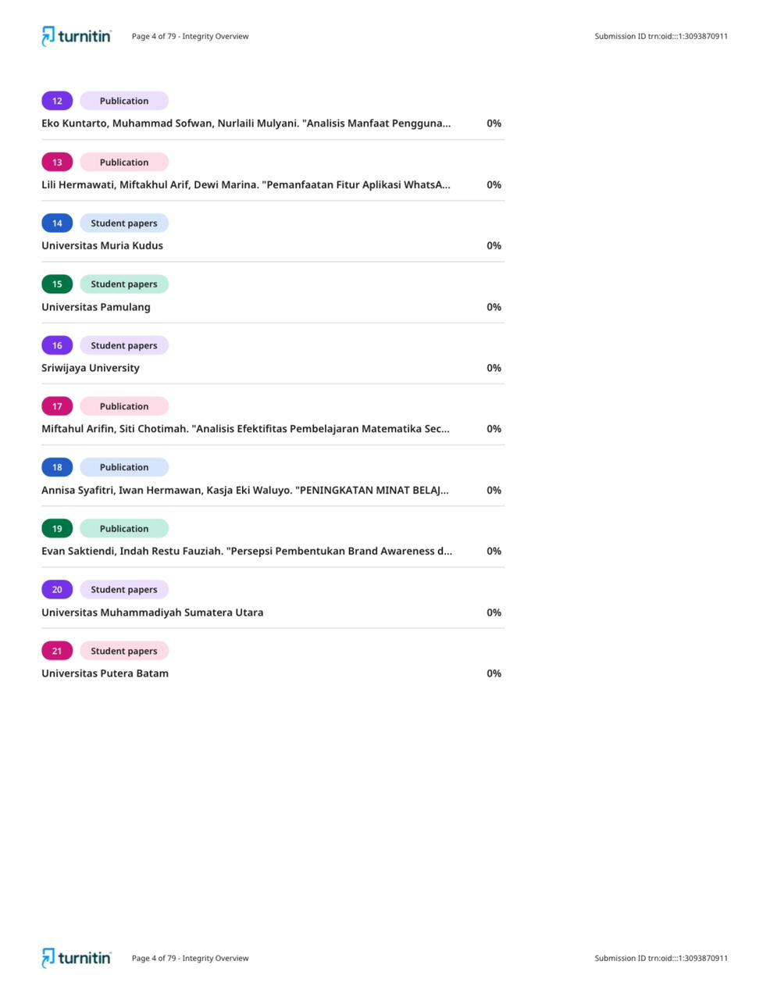 turnitin Page 4 of 79 - Integrity Overview Submission ID trn:oid:::1:3093870911
12 Publication
Eko Kuntarto, Muhammad Sofwan, Nurlaili Mulyani. "Analisis Manfaat Pengguna... 0%
13 Publication
Lili Hermawati, Miftakhul Arif, Dewi Marina. "Pemanfaatan Fitur Aplikasi WhatsA... 0%
14 Student papers
Universitas Muria Kudus 0%
15 Student papers
Universitas Pamulang 0%
16 Student papers
Sriwijaya University 0%
17 Publication
Miftahul Arifin, Siti Chotimah. "Analisis Efektifitas Pembelajaran Matematika Sec... 0%
18 Publication
Annisa Syafitri, Iwan Hermawan, Kasja Eki Waluyo. "PENINGKATAN MINAT BELAJ... 0%
19 Publication
Evan Saktiendi, Indah Restu Fauziah. "Persepsi Pembentukan Brand Awareness d... 0%
20 Student papers
Universitas Muhammadiyah Sumatera Utara 0%
21 Student papers
Universitas Putera Batam 0%
turnitin Page 4 of 79 - Integrity Overview Submission ID trn:oid:::1:3093870911